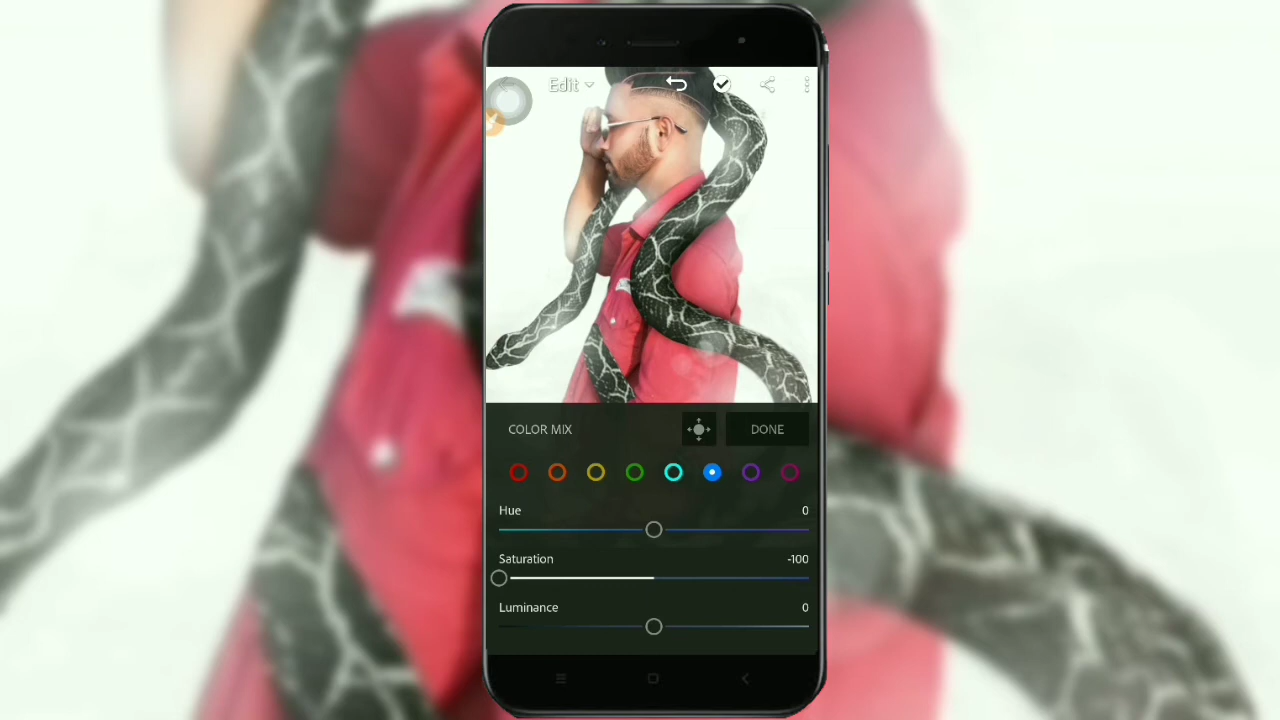 Edit
COLOR MIX
DONE
Hue 0
Saturation -100
Luminance 0